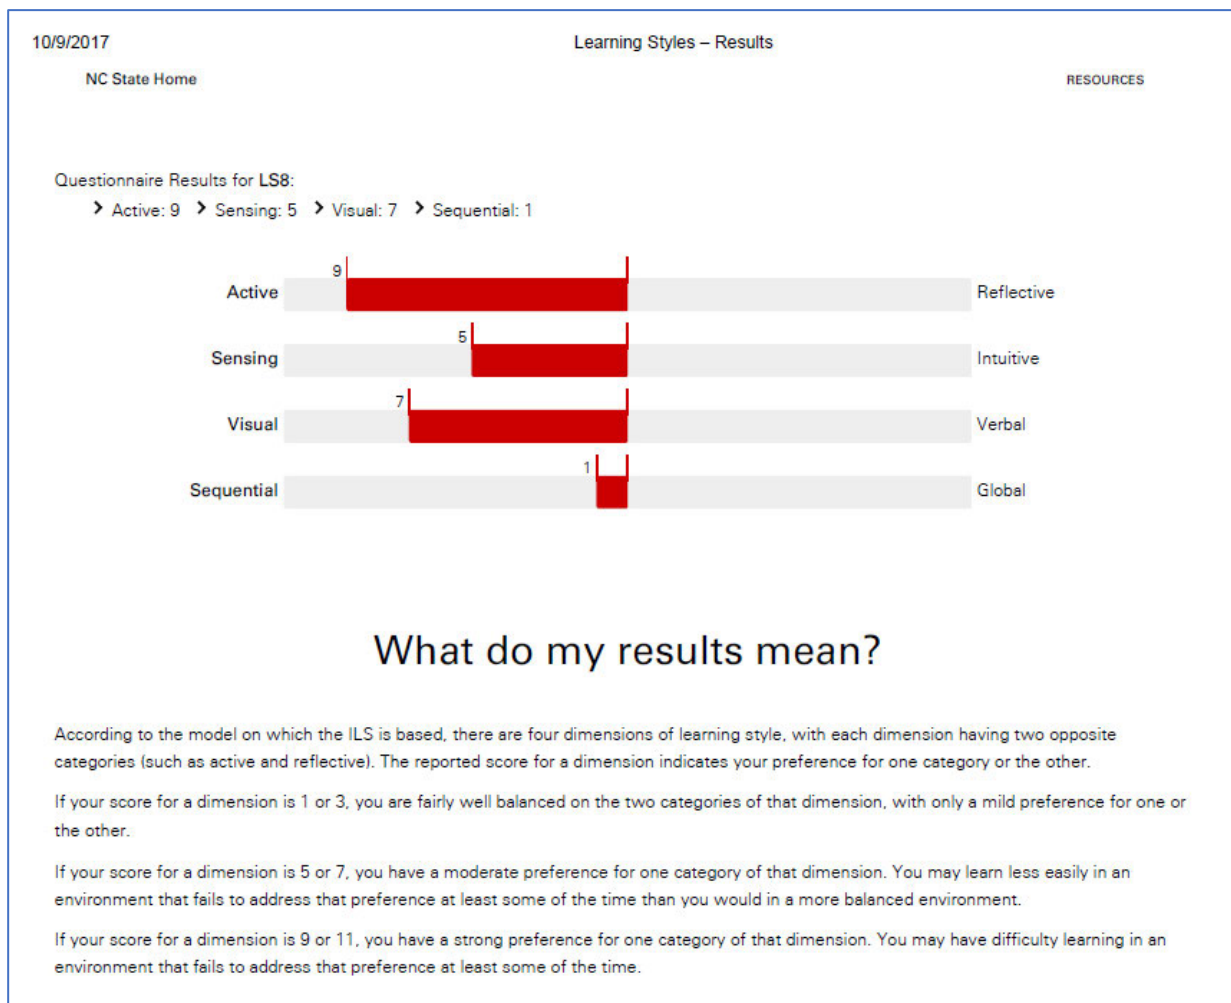 10/9/2017 Learning Styles – Results
NC State Home RESOURCES
Questionnaire Results for LS8:
Active: 9 Sensing: 5 Visual: 7 Sequential: 1
9
Active Reflective
5
Sensing Intuitive
7
Visual Verbal
1
Sequential Global
What do my results mean?
According to the model on which the ILS is based, there are four dimensions of learning style, with each dimension having two opposite
categories (such as active and reflective). The reported score for a dimension indicates your preference for one category or the other.
If your score for a dimension is 1 or 3, you are fairly well balanced on the two categories of that dimension, with only a mild preference for one or
the other.
If your score for a dimension is 5 or 7, you have a moderate preference for one category of that dimension. You may learn less easily in an
environment that fails to address that preference at least some of the time than you would in a more balanced environment.
If your score for a dimension is 9 or 11, you have a strong preference for one category of that dimension. You may have difficulty learning in an
environment that fails to address that preference at least some of the time.